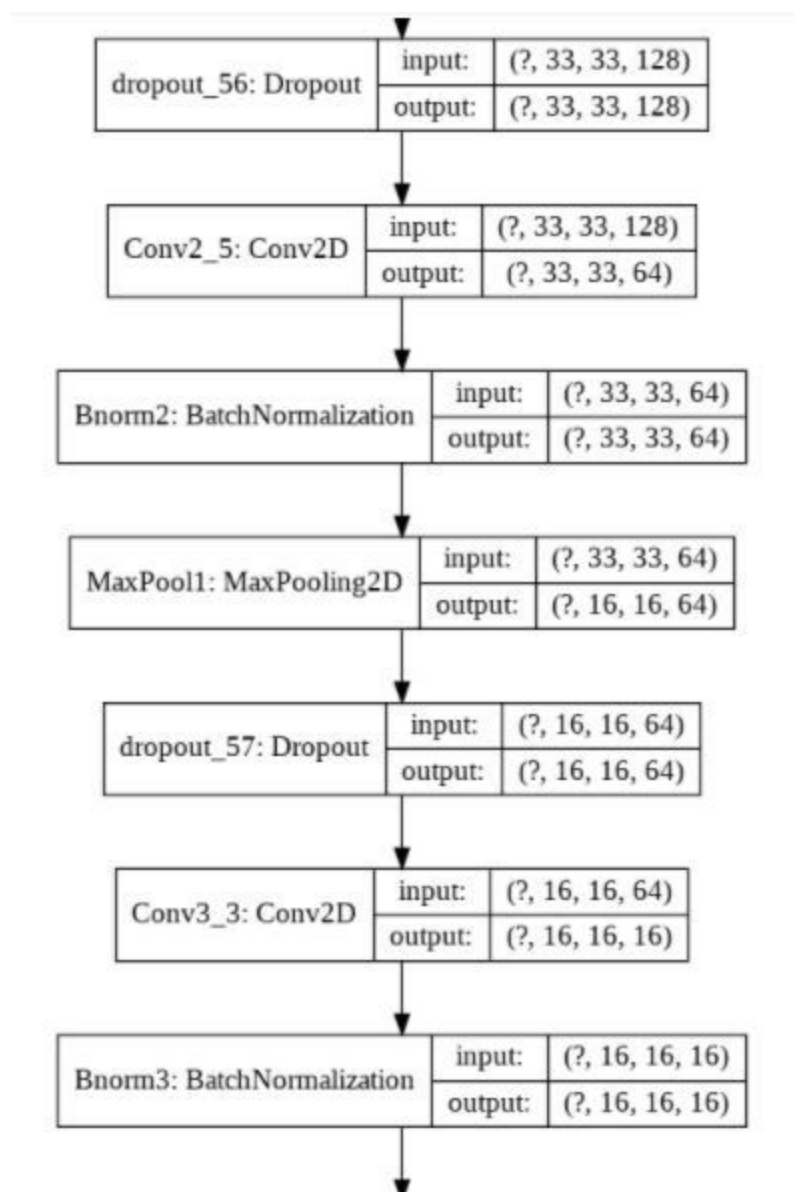 dropout_56: Dropout
input: (?, 33, 33, 128)
output: (?, 33, 33, 128)
Conv2_5: Conv2D
input: (?, 33, 33, 128)
output: (?, 33, 33, 64)
Bnorm2: BatchNormalization
input: (?, 33, 33, 64)
output: (?, 33, 33, 64)
MaxPool1: MaxPooling2D
input: (?, 33, 33, 64)
output: (?, 16, 16, 64)
dropout_57: Dropout
input: (?, 16, 16, 64)
output: (?, 16, 16, 64)
Conv3_3: Conv2D
input: (?, 16, 16, 64)
output: (?, 16, 16, 16)
Bnorm3: BatchNormalization
input: (?, 16, 16, 16)
output: (?, 16, 16, 16)